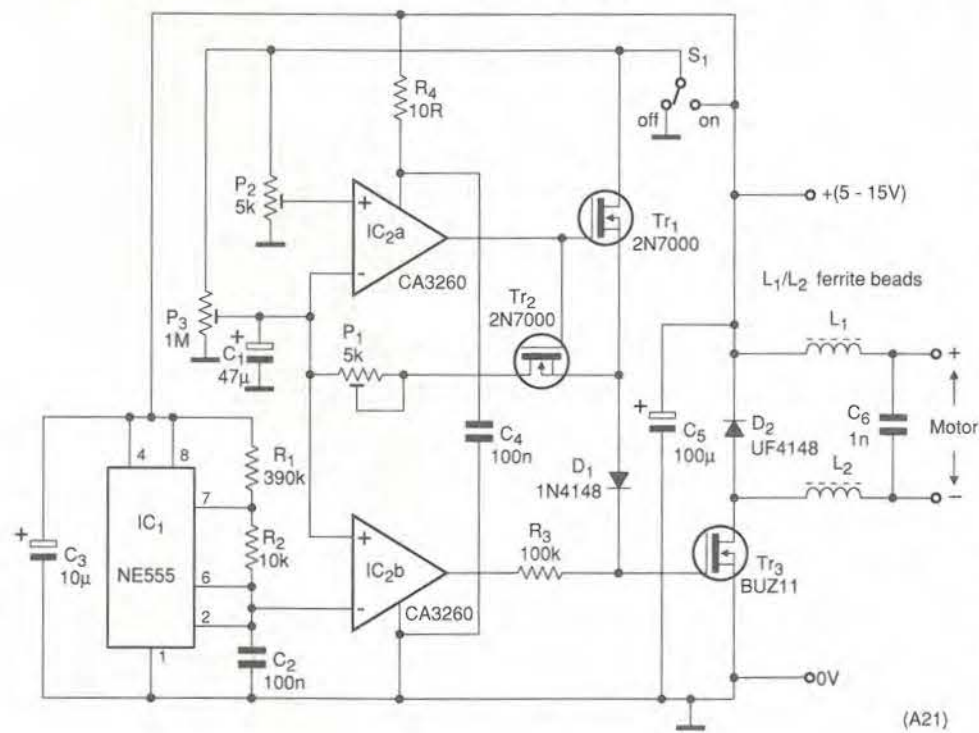 S1
off
on
R4
10R
P2
5k
+
IC2a
-
CA3260
Tr1
2N7000
+(5 - 15V)
L1/L2 ferrite beads
Tr2
2N7000
P3
1M
+
C1
47μ
P1
5k
L1
+
C6
1n
Motor
-
L2
D2
UF4148
+
C5
100μ
C4
100n
D1
1N4148
4
8
R1
390k
7
IC1
NE555
R2
10k
6
2
1
+
C3
10μ
+
IC2b
-
CA3260
R3
100k
Tr3
BUZ11
C2
100n
0V
(A21)